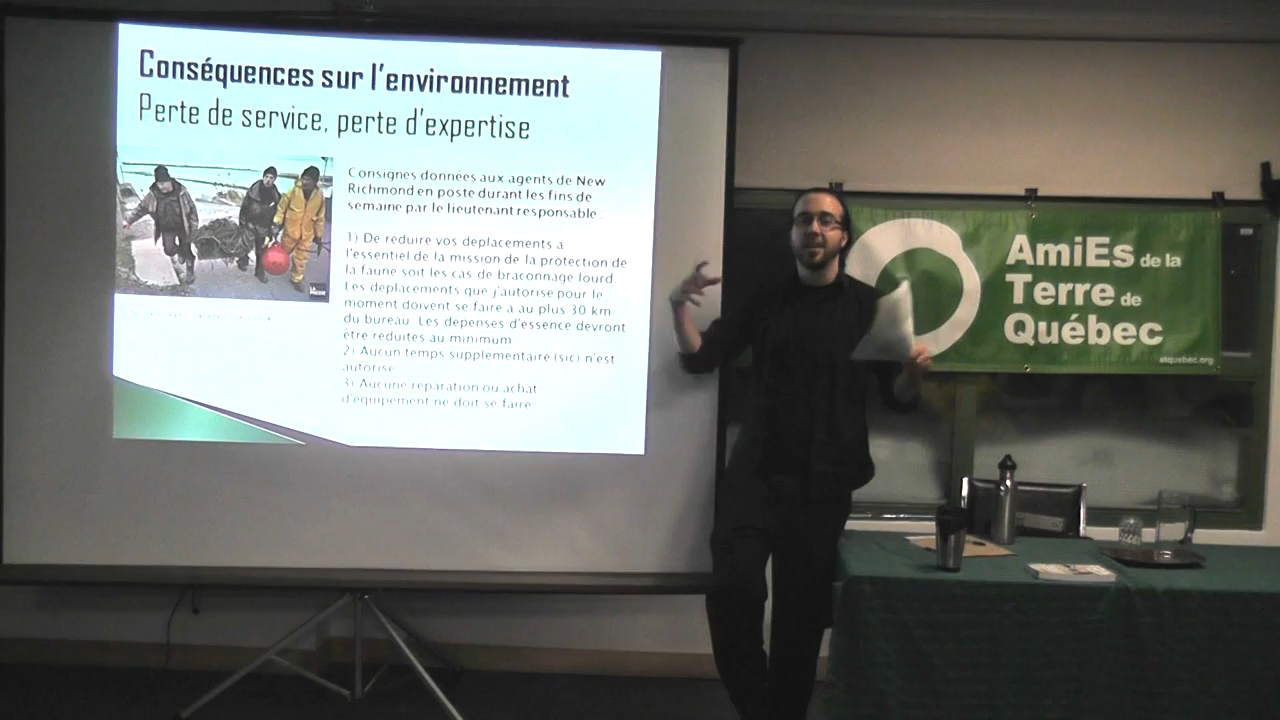 Conséquences sur l'environnement
Perte de service, perte d'expertise
Consignes données aux agents de New
Richmond en poste durant les fins de
semaine par le lieutenant responsable :
1) De reduire vos deplacements a
l'essentiel de la mission de la protection de
la faune soit les cas de braconnage lourd
Les deplacements que j'autorise pour le
moment doivent se faire a au plus 30 km
du bureau. Les depenses d'essence devront
être reduites au minimum
2) Aucun temps supplementaire (sic) n'est
autorise
3) Aucune reparation ou achat
d'equipement ne doit se faire
AmiEs de la
Terre de
Québec
atquebec.org